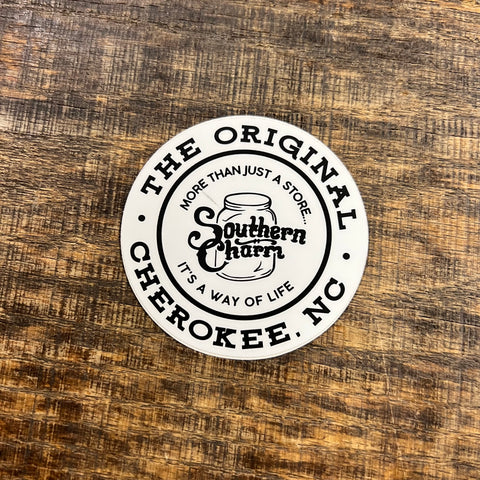 THE ORIGINAL
MORE THAN JUST A STORE...
Southern
Charm
IT'S A WAY OF LIFE
• CHEROKEE, NC •